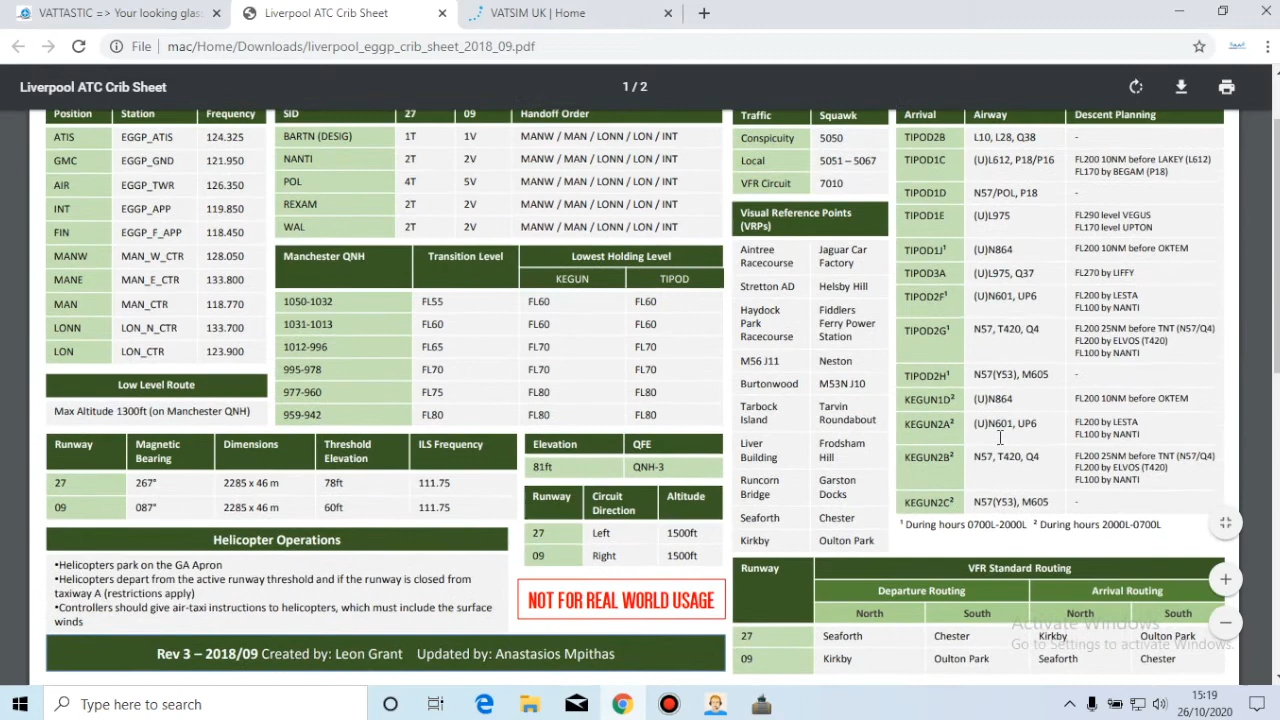 VATTASTIC => Your looking glas
Liverpool ATC Crib Sheet
VATSIM UK | Home
File
mac/Home/Downloads/liverpool_eggp_crib_sheet_2018_09.pdf
Liverpool ATC Crib Sheet
1 / 2
Position Station Frequency
ATIS EGGP_ATIS 124.325
GMC EGGP_GND 121.950
AIR EGGP_TWR 126.350
INT EGGP_APP 119.850
FIN EGGP_F_APP 118.450
MANW MAN_W_CTR 128.050
MANE MAN_E_CTR 133.800
MAN MAN_CTR 118.770
LONN LON_N_CTR 133.700
LON LON_CTR 123.900
Low Level Route
Max Altitude 1300ft (on Manchester QNH)
SID 27 09 Handoff Order
BARTN (DESIG) 1T 1V MANW / MAN / LONN / LON / INT
NANTI 2T 2V MANW / MAN / LONN / LON / INT
POL 4T 5V MANW / MAN / LONN / LON / INT
REXAM 2T 2V MANW / MAN / LONN / LON / INT
WAL 2T 2V MANW / MAN / LONN / LON / INT
Manchester QNH Transition Level Lowest Holding Level
KEGUN TIPOD
1050-1032 FL55 FL60 FL60
1031-1013 FL60 FL60 FL60
1012-996 FL65 FL70 FL70
995-978 FL70 FL70 FL70
977-960 FL75 FL80 FL80
959-942 FL80 FL80 FL80
Runway Magnetic Bearing Dimensions Threshold Elevation ILS Frequency
27 267° 2285 x 46 m 78ft 111.75
09 087° 2285 x 46 m 60ft 111.75
Elevation QFE
81ft QNH-3
Runway Circuit Direction Altitude
27 Left 1500ft
09 Right 1500ft
Helicopter Operations
•Helicopters park on the GA Apron
•Helicopters depart from the active runway threshold and if the runway is closed from
taxiway A (restrictions apply)
•Controllers should give air-taxi instructions to helicopters, which must include the surface
winds
NOT FOR REAL WORLD USAGE
Rev 3 – 2018/09 Created by: Leon Grant Updated by: Anastasios Mpithas
Traffic Squawk
Conspicuity 5050
Local 5051 – 5067
VFR Circuit 7010
Visual Reference Points
(VRPs)
Aintree Racecourse Jaguar Car Factory
Stretton AD Helsby Hill
Haydock Park Racecourse Fiddlers Ferry Power Station
M56 J11 Neston
Burtonwood M53N J10
Tarbock Island Tarvin Roundabout
Liver Building Frodsham Hill
Runcorn Bridge Garston Docks
Seaforth Chester
Kirkby Oulton Park
Arrival Airway Descent Planning
TIPOD2B L10, L28, Q38 -
TIPOD1C (U)L612, P18/P16 FL200 10NM before LAKEY (L612)
FL170 by BEGAM (P18)
TIPOD1D N57/POL, P18 -
TIPOD1E (U)L975 FL290 level VEGUS
FL170 level UPTON
TIPOD1J¹ (U)N864 FL200 10NM before OKTEM
TIPOD3A (U)L975, Q37 FL270 by LIFFY
TIPOD2F¹ (U)N601, UP6 FL200 by LESTA
FL100 by NANTI
TIPOD2G¹ N57, T420, Q4 FL200 25NM before TNT (N57/Q4)
FL200 by ELVOS (T420)
FL100 by NANTI
TIPOD2H¹ N57(Y53), M605 -
KEGUN1D² (U)N864 FL200 10NM before OKTEM
KEGUN2A² (U)N601, UP6 FL200 by LESTA
FL100 by NANTI
KEGUN2B² N57, T420, Q4 FL200 25NM before TNT (N57/Q4)
FL200 by ELVOS (T420)
FL100 by NANTI
KEGUN2C² N57(Y53), M605 -
¹ During hours 0700L-2000L ² During hours 2000L-0700L
Runway VFR Standard Routing
Departure Routing Arrival Routing
North South North South
27 Seaforth Chester Kirkby Oulton Park
09 Kirkby Oulton Park Seaforth Chester
Activate Windows
Go to Settings to activate Windows.
Type here to search
15:19
26/10/2020